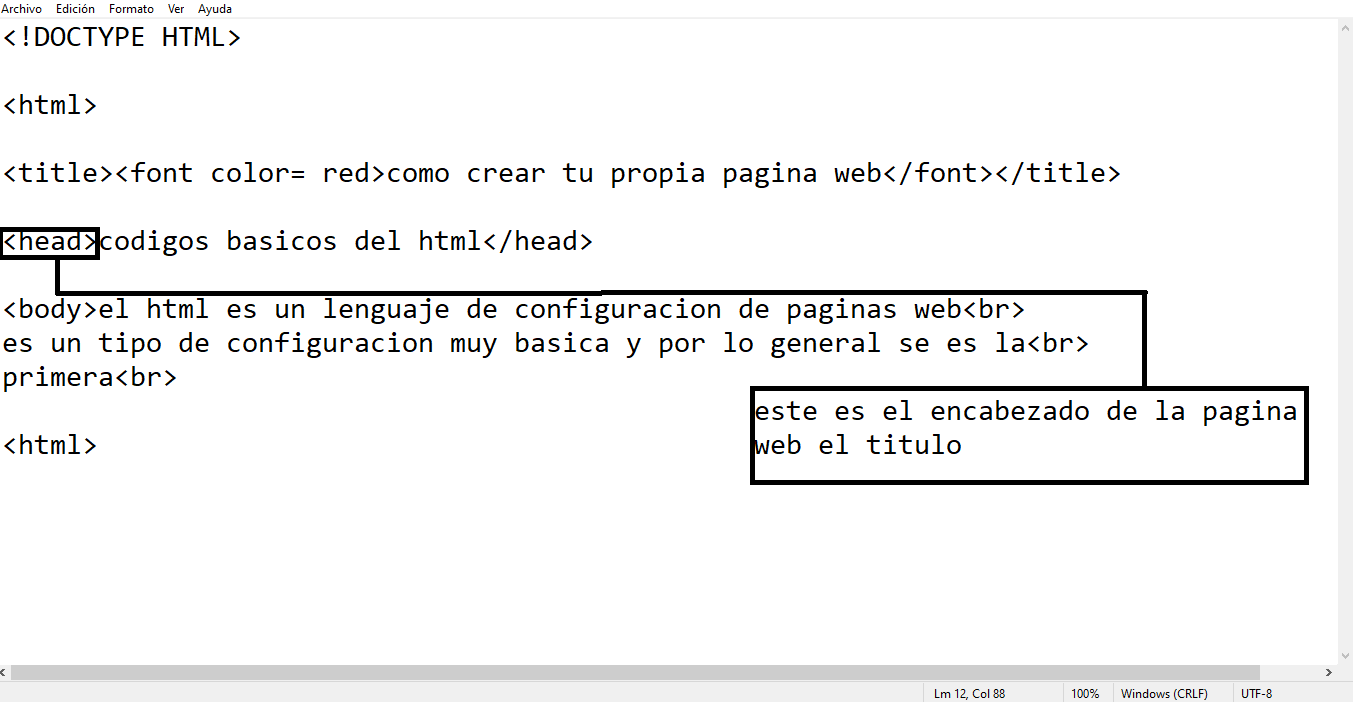 Archivo Edición Formato Ver Ayuda
<!DOCTYPE HTML>
<html>
<title><font color= red>como crear tu propia pagina web</font></title>
<head>codigos basicos del html</head>
<body>el html es un lenguaje de configuracion de paginas web<br>
es un tipo de configuracion muy basica y por lo general se es la<br>
primera<br>
este es el encabezado de la pagina
web el titulo
<html>
Lm 12, Col 88 100% Windows (CRLF) UTF-8